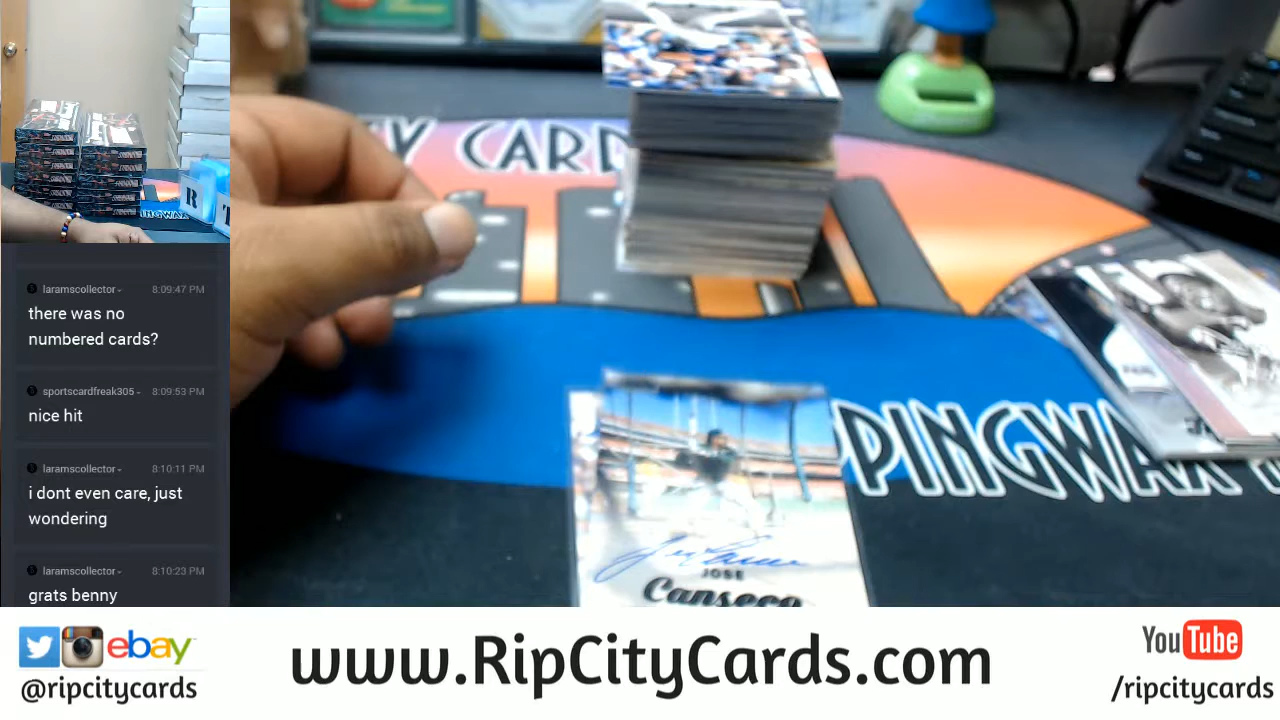 laramscollector
8:09:47 PM
there was no
numbered cards?
sportscardfreak305
8:09:53 PM
nice hit
laramscollector
8:10:11 PM
i dont even care, just
wondering
laramscollector
8:10:23 PM
grats benny
R
PINGWAX
CARD
PINGWAX
JOSE
Canseco
ebay
@ripcitycards
www.RipCityCards.com
YouTube
/ripcitycards